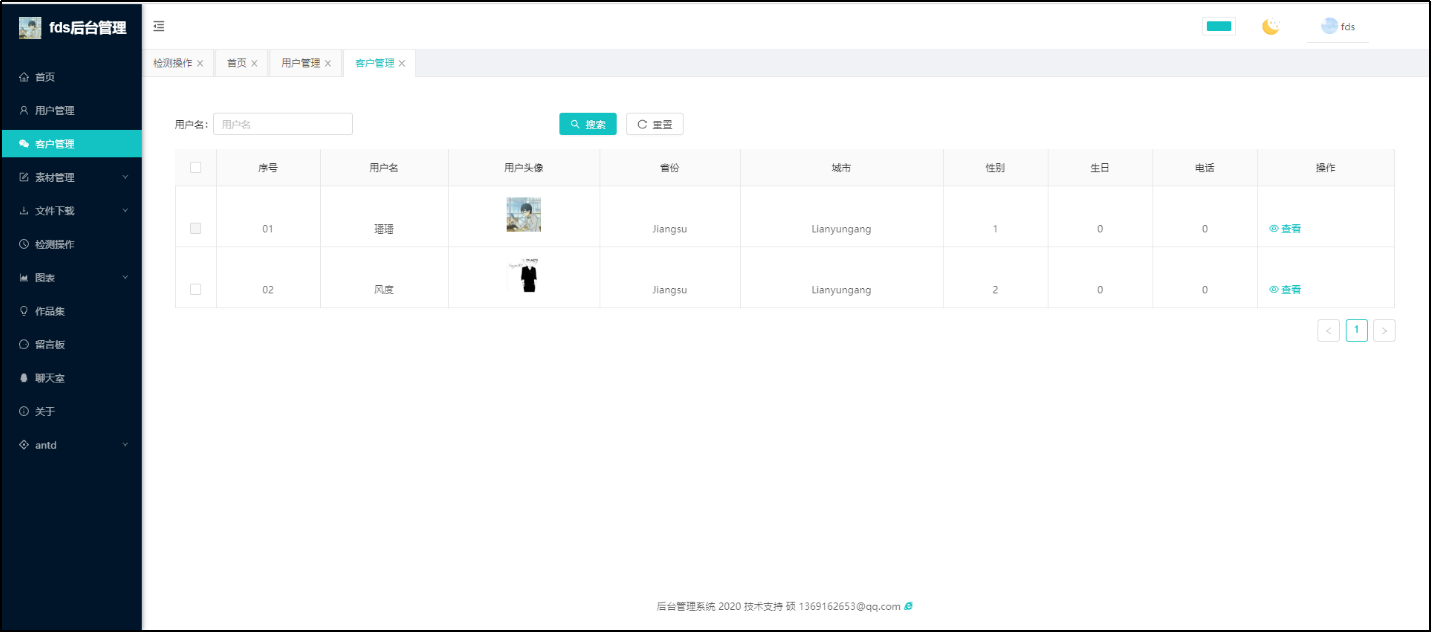 fds后台管理
fds
检测操作 首页 用户管理 客户管理
首页
用户管理
客户管理
素材管理
文件下载
检测操作
图表
作品集
留言板
聊天室
关于
antd
用户名: 用户名 搜索 重置
序号 用户名 用户头像 省份 城市 性别 生日 电话 操作
01 瑶瑶 Jiangsu Lianyungang 1 0 0 查看
02 风度 Jiangsu Lianyungang 2 0 0 查看
< 1 >
后台管理系统 2020 技术支持 硕 1369162653@qq.com